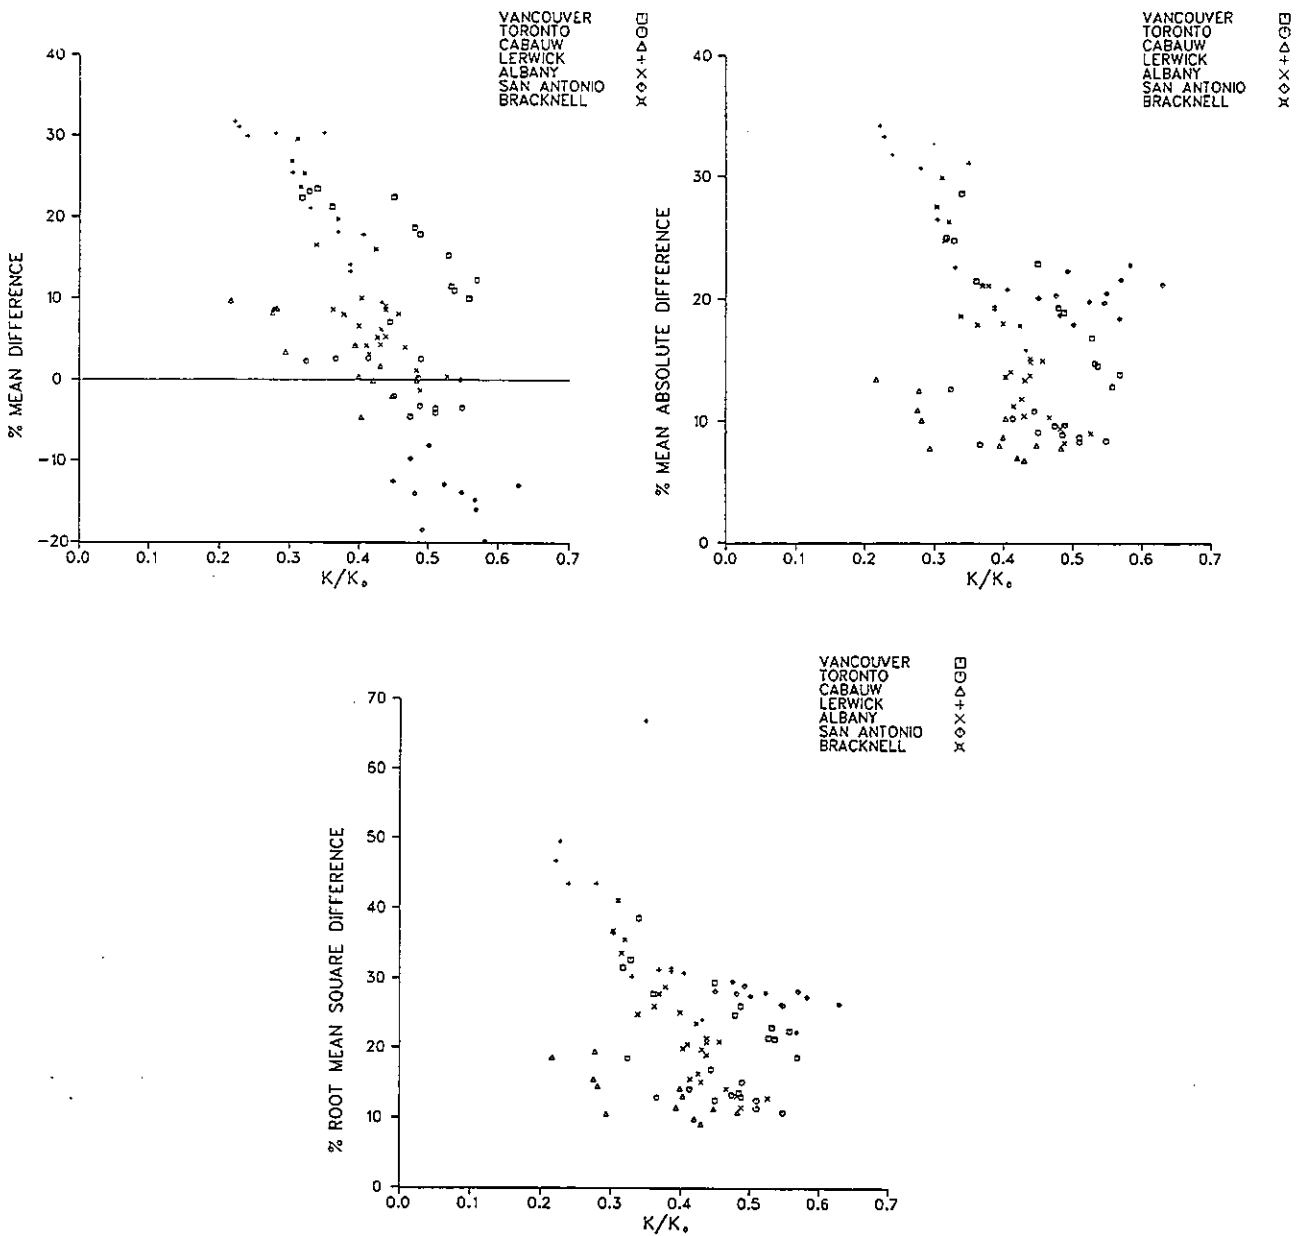 VANCOUVER
TORONTO
CABAUW
LERWICK
ALBANY
SAN ANTONIO
BRACKNELL
40
30
20
10
0
-10
-20
% MEAN DIFFERENCE
0.0 0.1 0.2 0.3 0.4 0.5 0.6 0.7
K/K₀
VANCOUVER
TORONTO
CABAUW
LERWICK
ALBANY
SAN ANTONIO
BRACKNELL
40
30
20
10
0
% MEAN ABSOLUTE DIFFERENCE
0.0 0.1 0.2 0.3 0.4 0.5 0.6 0.7
K/K₀
VANCOUVER
TORONTO
CABAUW
LERWICK
ALBANY
SAN ANTONIO
BRACKNELL
70
60
50
40
30
20
10
0
% ROOT MEAN SQUARE DIFFERENCE
0.0 0.1 0.2 0.3 0.4 0.5 0.6 0.7
K/K₀